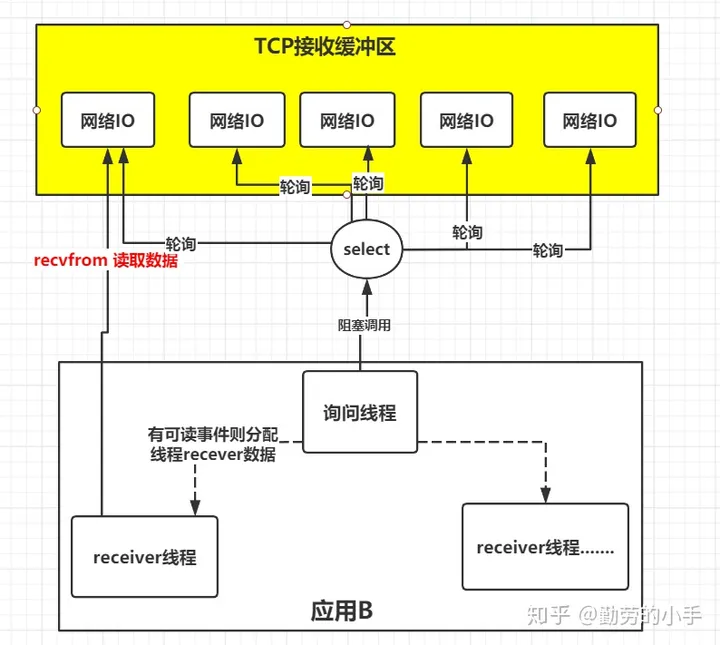 TCP接收缓冲区
网络IO
网络IO
网络IO
网络IO
网络IO
轮询
轮询
轮询
轮询
轮询
select
recvfrom 读取数据
阻塞调用
询问线程
有可读事件则分配
线程recever数据
receiver线程
receiver线程.......
应用B
知乎 @勤劳的小手